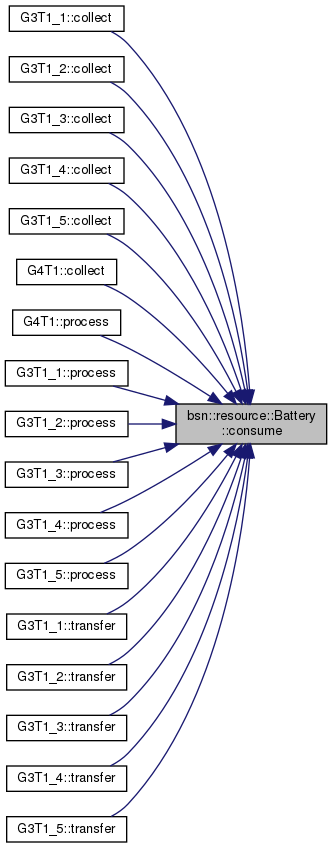 G3T1_1::collect
G3T1_2::collect
G3T1_3::collect
G3T1_4::collect
G3T1_5::collect
G4T1::collect
G4T1::process
G3T1_1::process
bsn::resource::Battery
::consume
G3T1_2::process
G3T1_3::process
G3T1_4::process
G3T1_5::process
G3T1_1::transfer
G3T1_2::transfer
G3T1_3::transfer
G3T1_4::transfer
G3T1_5::transfer